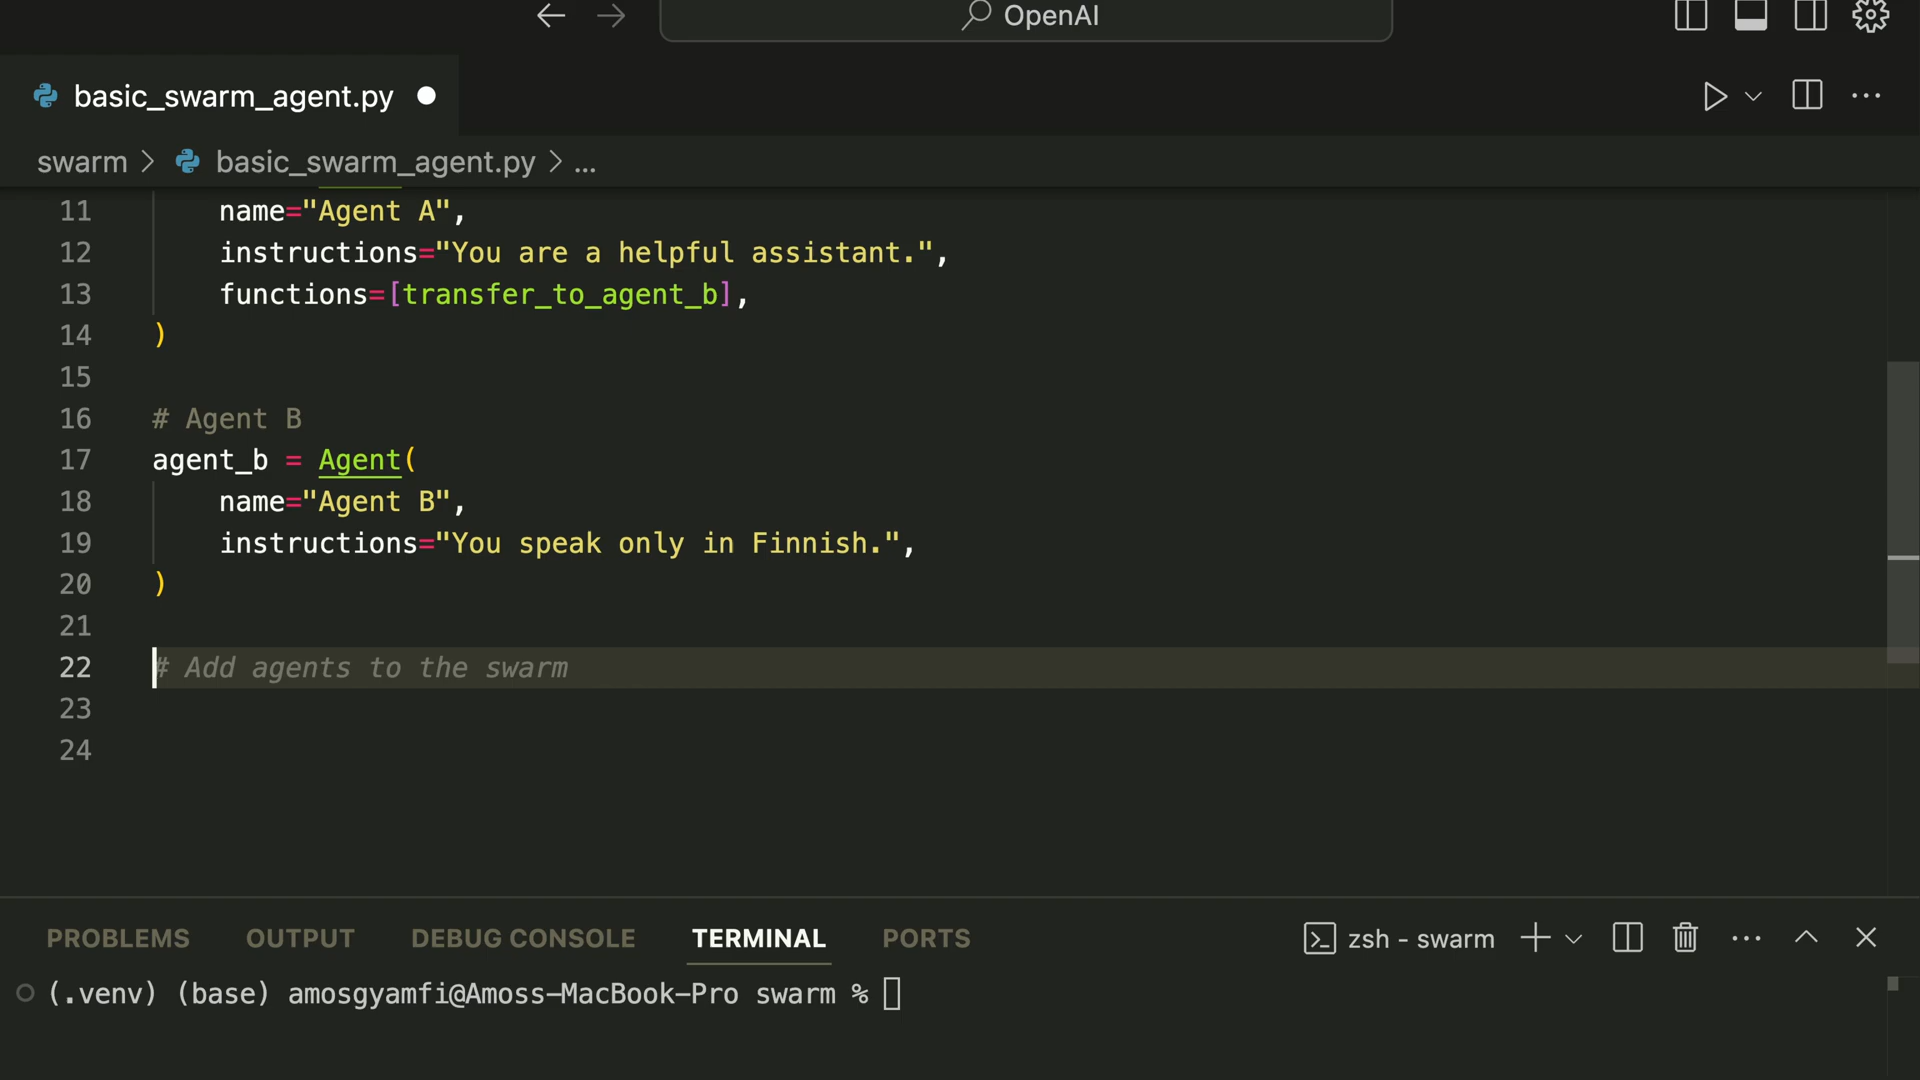 OpenAI
basic_swarm_agent.py
swarm > basic_swarm_agent.py > ...
11 name="Agent A",
12 instructions="You are a helpful assistant.",
13 functions=[transfer_to_agent_b],
14 )
15
16 # Agent B
17 agent_b = Agent(
18 name="Agent B",
19 instructions="You speak only in Finnish.",
20 )
21
22 # Add agents to the swarm
23
24
PROBLEMS OUTPUT DEBUG CONSOLE TERMINAL PORTS zsh - swarm
(.venv) (base) amosgyamfi@Amoss-MacBook-Pro swarm %